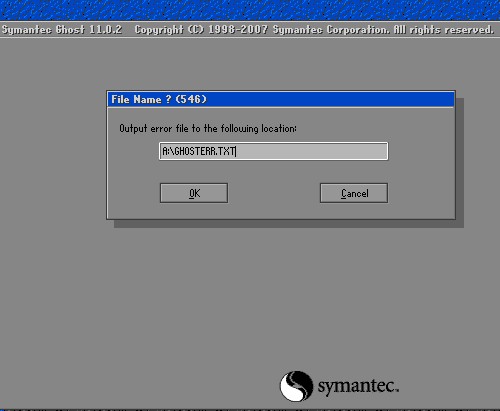 Symantec Ghost 11.0.2 Copyright (C) 1998-2007 Symantec Corporation. All rights reserved.
File Name ? (546)
Output error file to the following location:
A:\GHOSTERR.TXT
OK
Cancel
symantec™